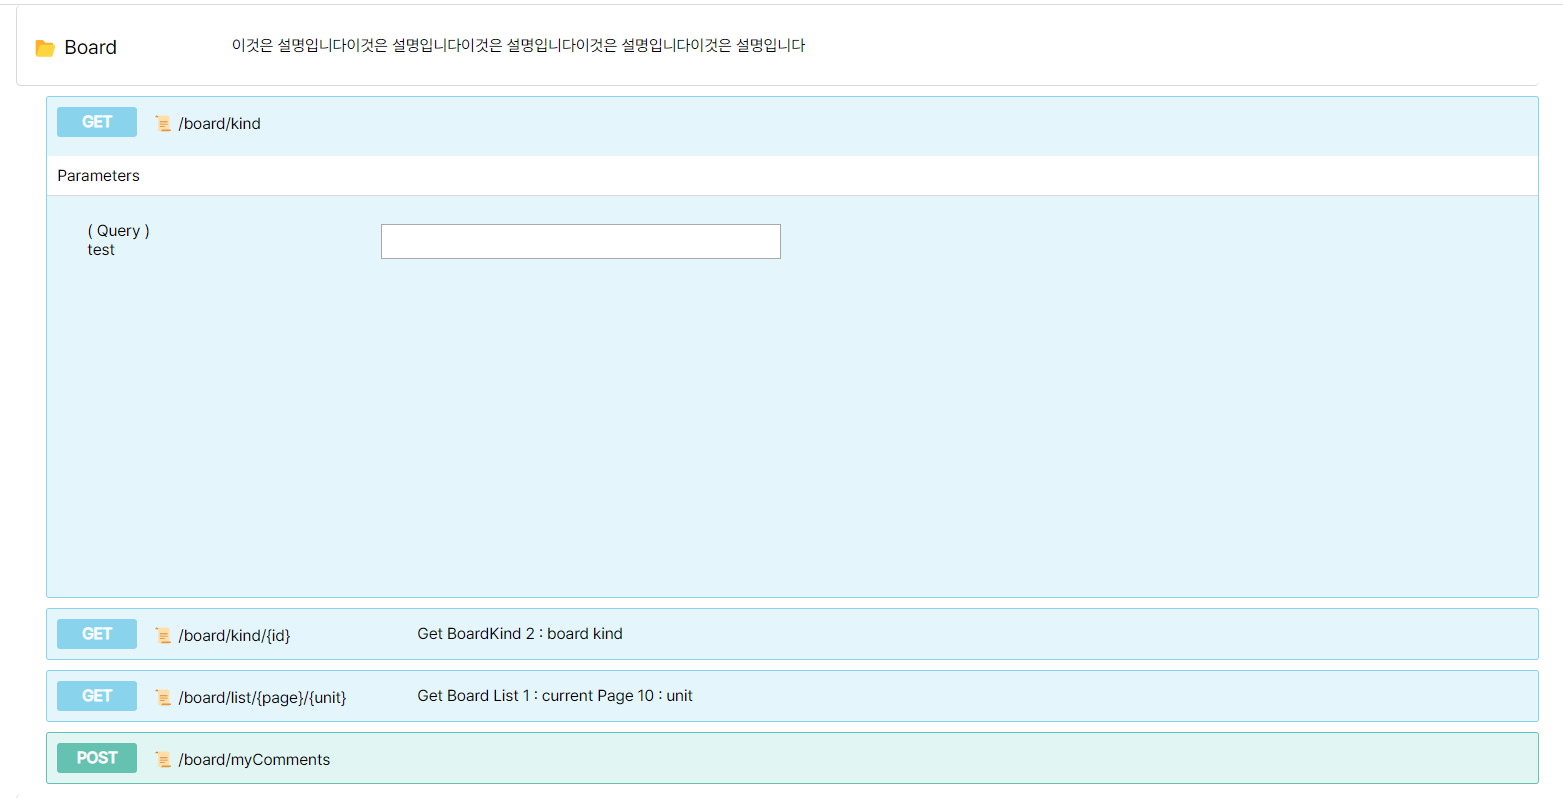 Board 이것은 설명입니다이것은 설명입니다이것은 설명입니다이것은 설명입니다이것은 설명입니다
GET /board/kind
Parameters
( Query )
test
GET /board/kind/{id} Get BoardKind 2 : board kind
GET /board/list/{page}/{unit} Get Board List 1 : current Page 10 : unit
POST /board/myComments